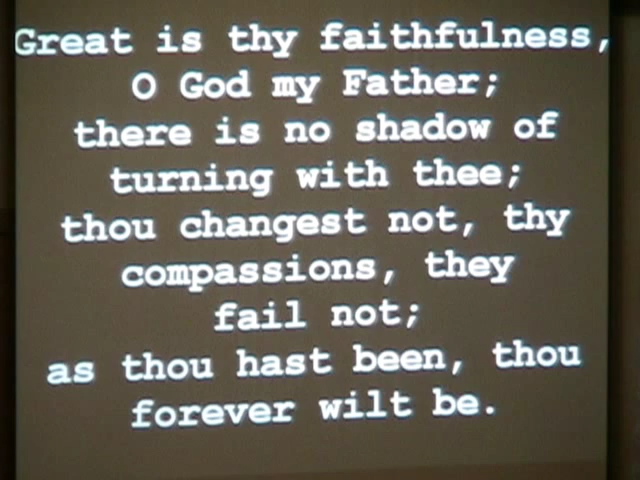 Great is thy faithfulness,
O God my Father;
there is no shadow of
turning with thee;
thou changest not, thy
compassions, they
fail not;
as thou hast been, thou
forever wilt be.